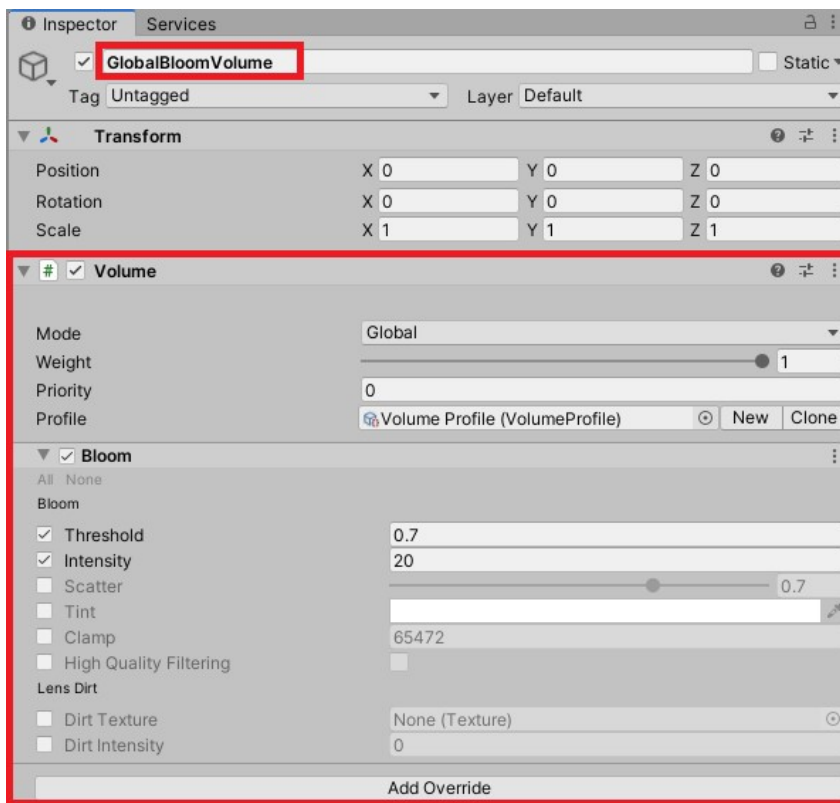 Inspector Services
GlobalBloomVolume Static
Tag Untagged Layer Default
Transform
Position X 0 Y 0 Z 0
Rotation X 0 Y 0 Z 0
Scale X 1 Y 1 Z 1
# Volume
Mode Global
Weight 1
Priority 0
Profile Volume Profile (VolumeProfile) New Clone
Bloom
All None
Bloom
Threshold 0.7
Intensity 20
Scatter 0.7
Tint
Clamp 65472
High Quality Filtering
Lens Dirt
Dirt Texture None (Texture)
Dirt Intensity 0
Add Override